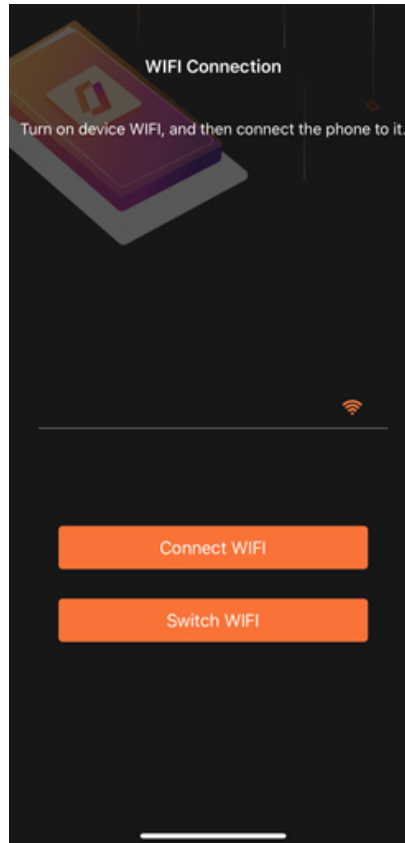 WIFI Connection
Turn on device WIFI, and then connect the phone to it.
Connect WIFI
Switch WIFI